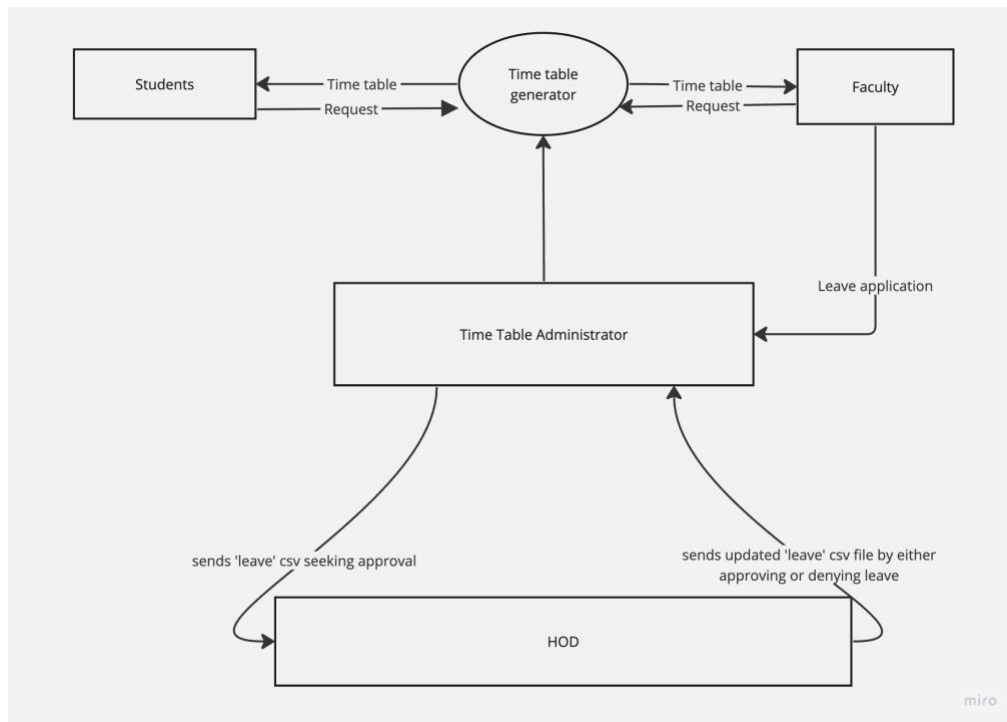 Students
Time table
Time table
generator
Time table
Faculty
Request
Request
Leave application
Time Table Administrator
sends 'leave' csv seeking approval
sends updated 'leave' csv file by either
approving or denying leave
HOD
miro